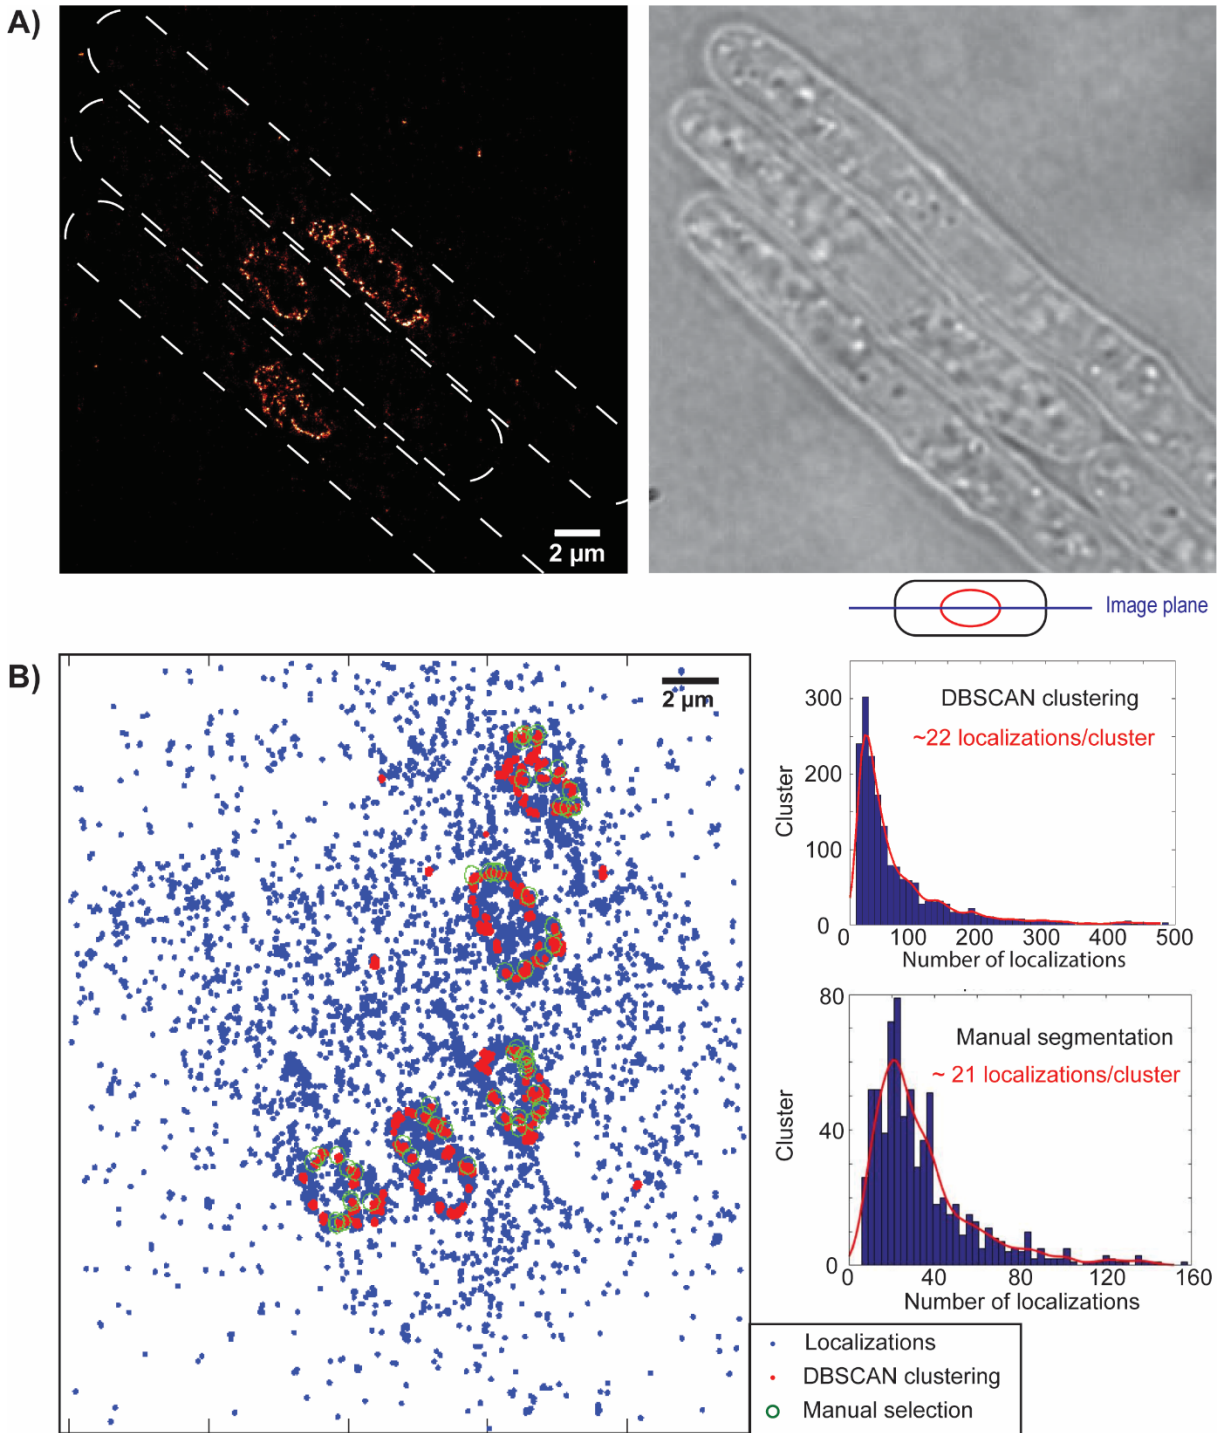 A)
2 µm
Image plane
B)
2 µm
300
200
100
0
Cluster
DBSCAN clustering
~22 localizations/cluster
0 100 200 300 400 500
Number of localizations
80
40
0
Cluster
Manual segmentation
~ 21 localizations/cluster
0 40 80 120 160
Number of localizations
Localizations
DBSCAN clustering
Manual selection